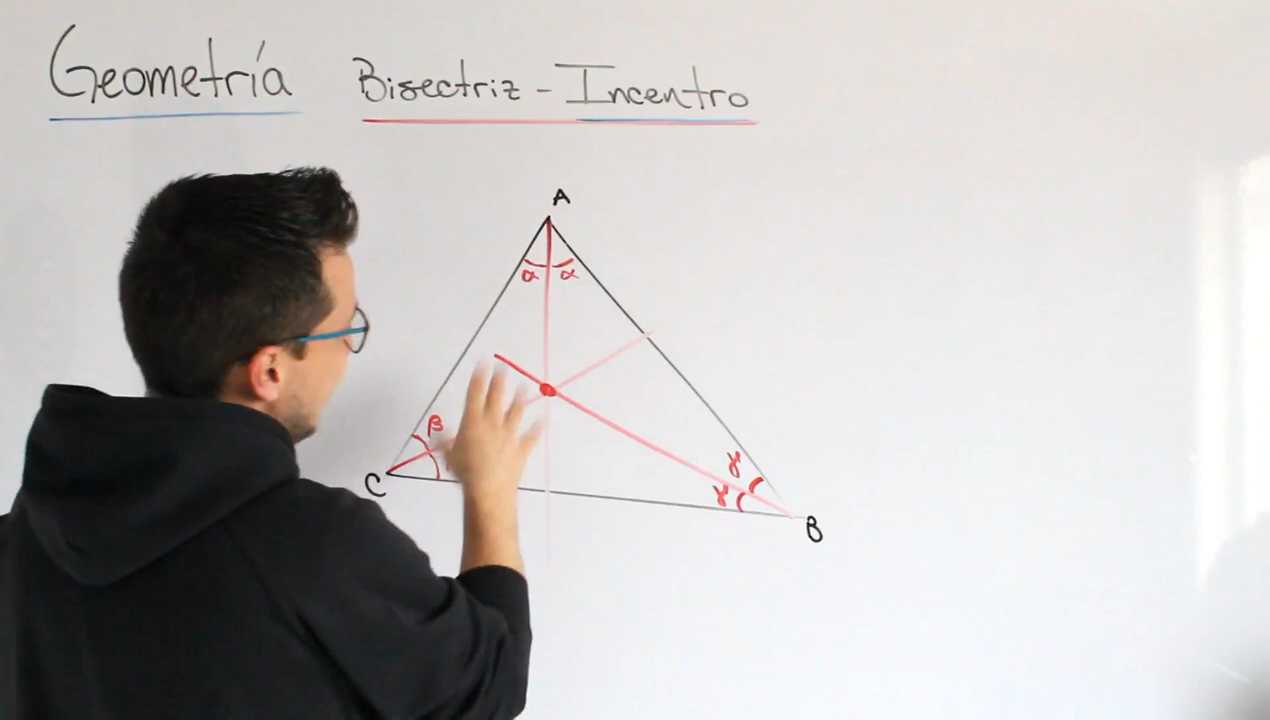 Geometría Bisectriz - Incentro
A
α α
β
C
γ
γ
B